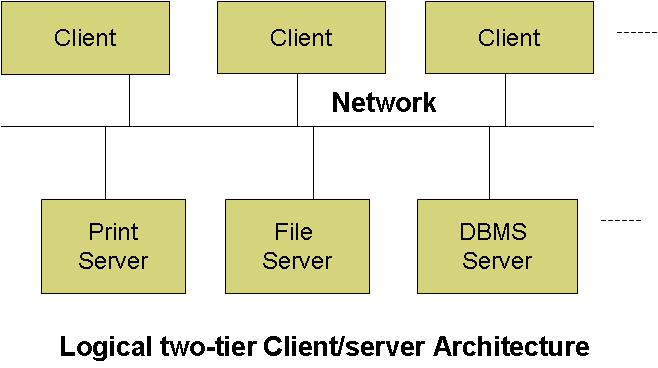 Client Client Client
Network
Print File DBMS
Server Server Server
Logical two-tier Client/server Architecture